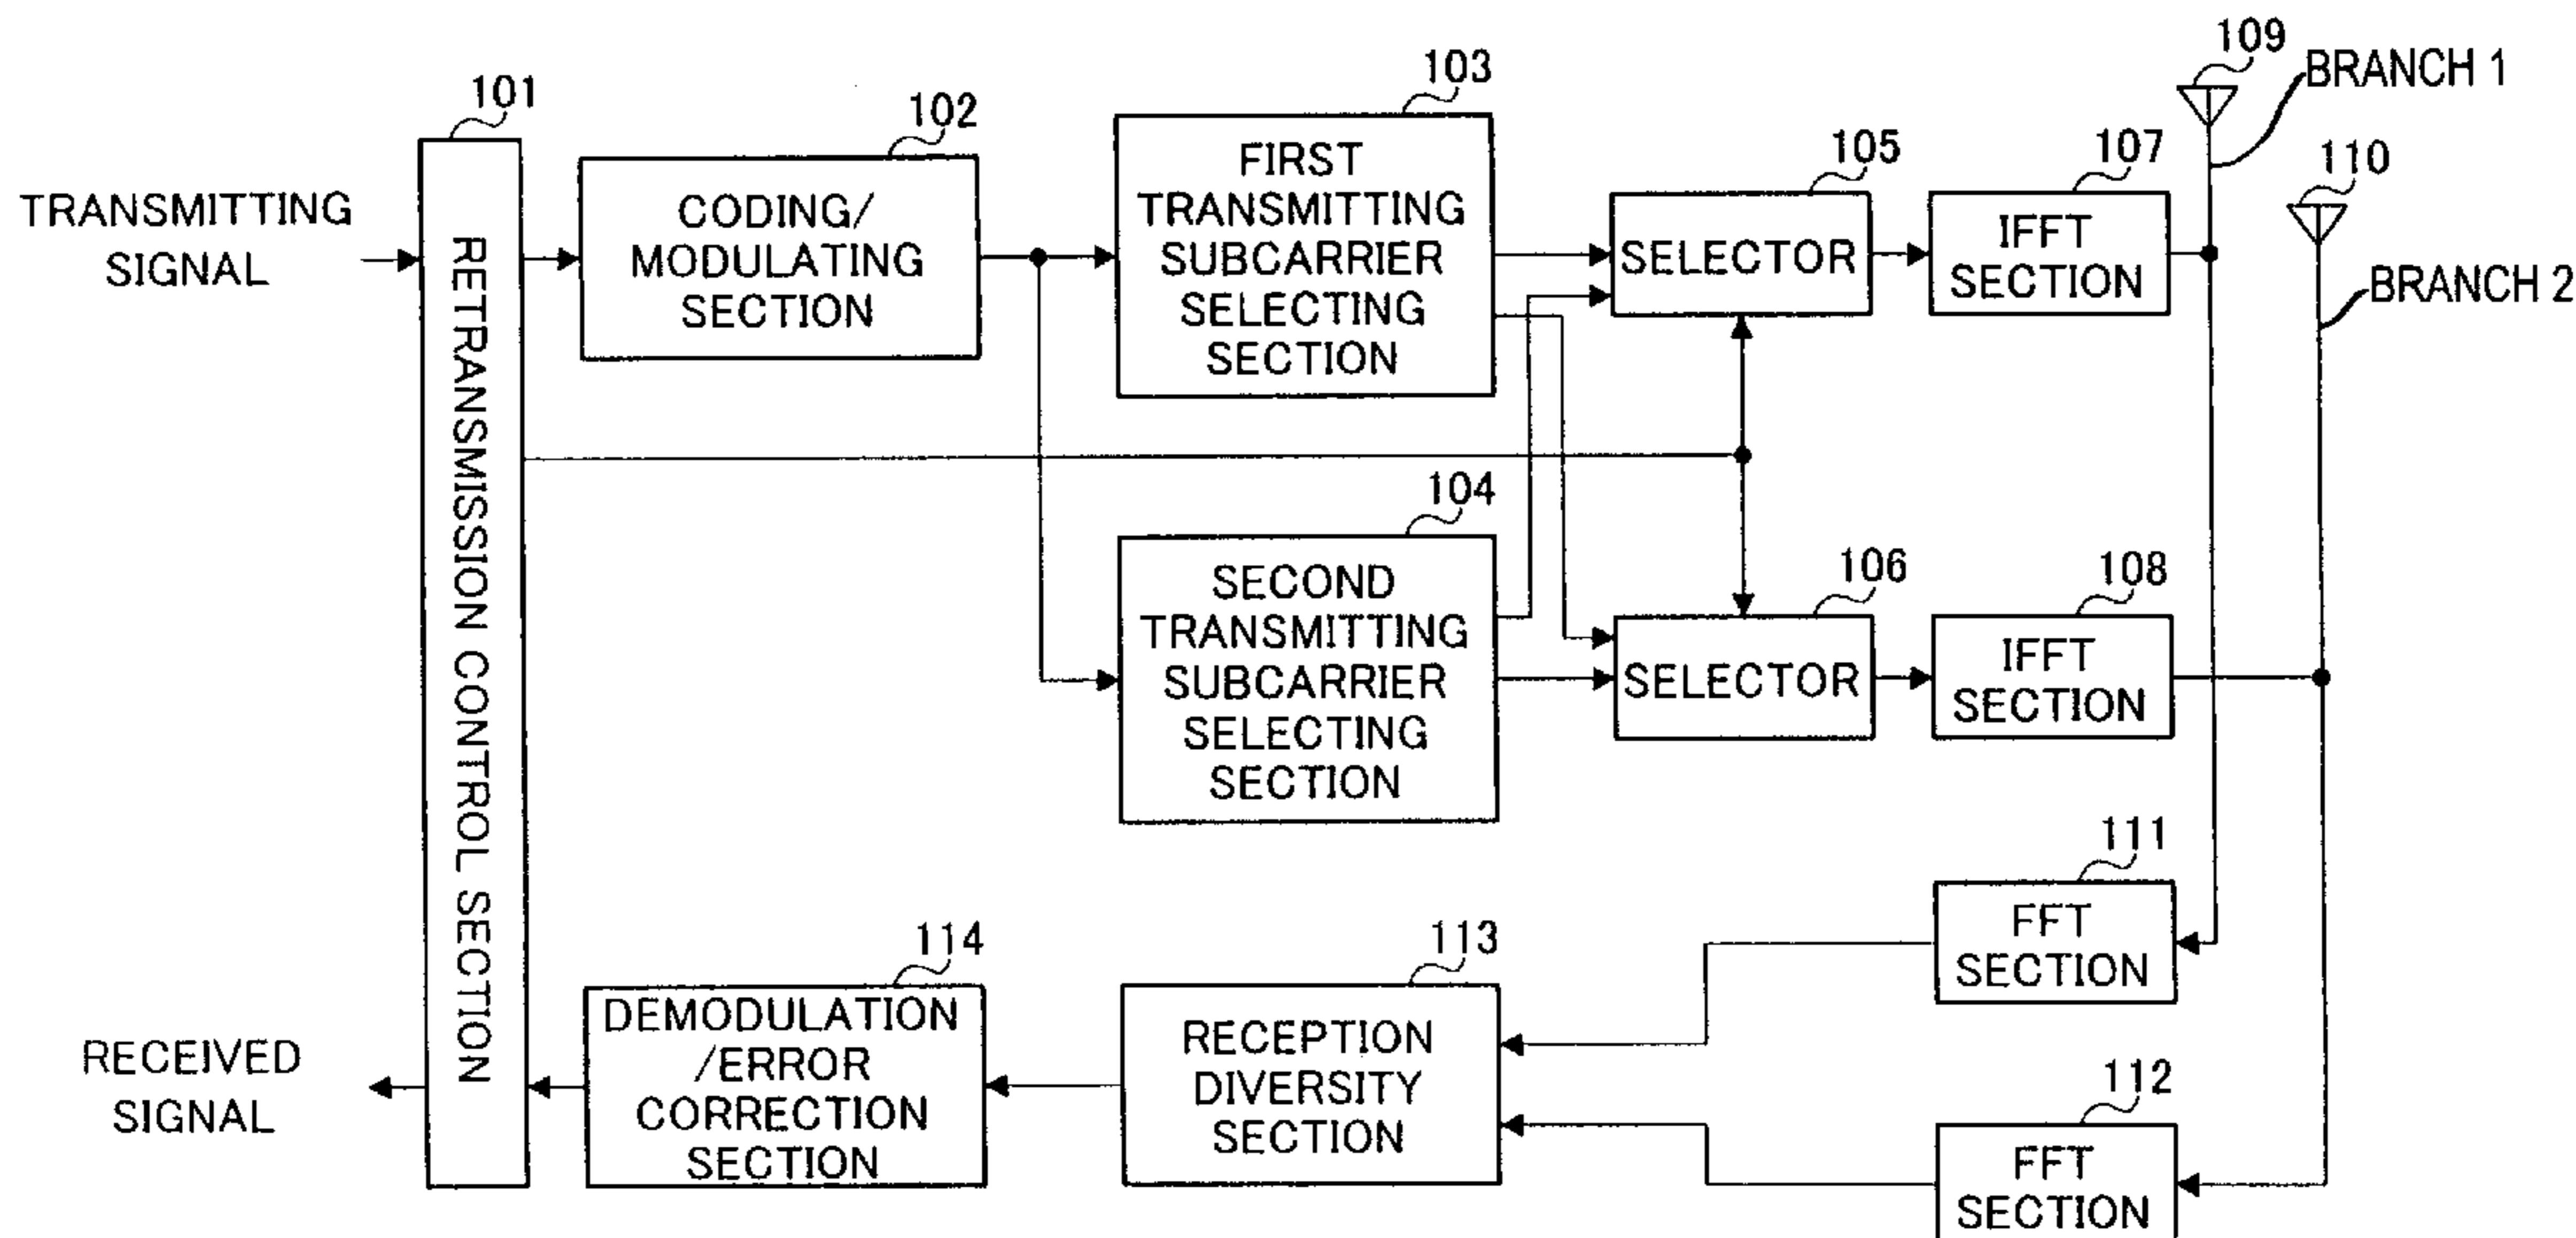 TRANSMITTING
SIGNAL
101
RETRANSMISSION CONTROL SECTION
102
CODING/
MODULATING
SECTION
103
FIRST
TRANSMITTING
SUBCARRIER
SELECTING
SECTION
104
SECOND
TRANSMITTING
SUBCARRIER
SELECTING
SECTION
105
SELECTOR
106
SELECTOR
107
IFFT
SECTION
108
IFFT
SECTION
109
BRANCH 1
110
BRANCH 2
111
FFT
SECTION
112
FFT
SECTION
113
RECEPTION
DIVERSITY
SECTION
114
DEMODULATION
/ERROR
CORRECTION
SECTION
RECEIVED
SIGNAL